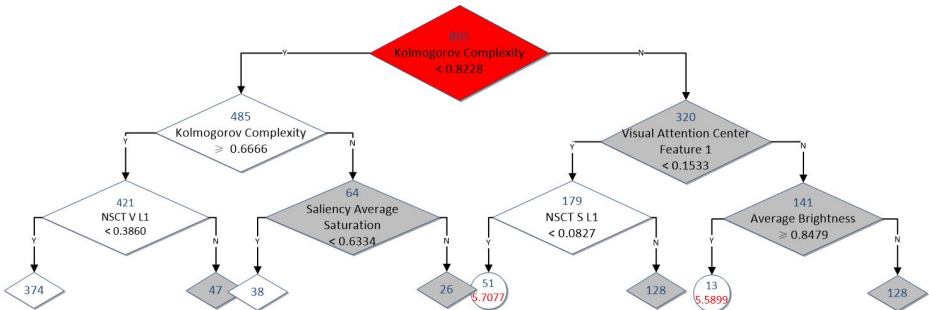 805
Kolmogorov Complexity
< 0.8228
Y
N
485
Kolmogorov Complexity
⩾ 0.6666
320
Visual Attention Center
Feature 1
< 0.1533
Y
N
Y
N
421
NSCT V L1
< 0.3860
64
Saliency Average
Saturation
< 0.6334
179
NSCT S L1
< 0.0827
141
Average Brightness
⩾ 0.8479
Y
N
Y
N
Y
N
Y
N
374
47
38
26
51
5.7077
128
13
5.5899
128